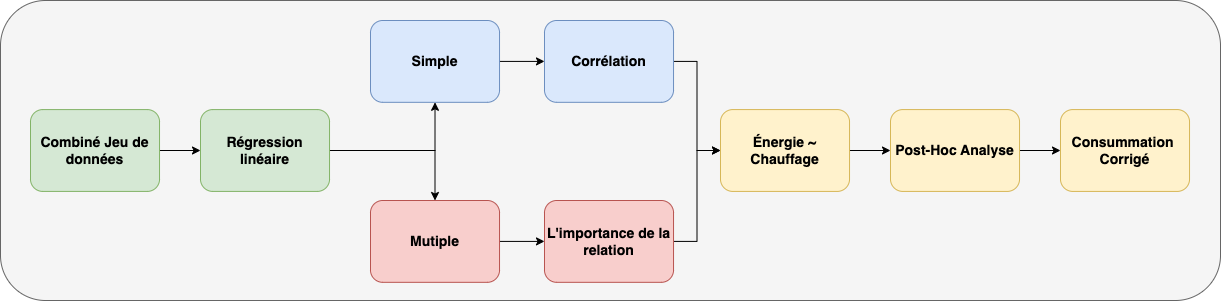 Simple
Corrélation
Combiné Jeu de
données
Régression
linéaire
Énergie ~
Chauffage
Post-Hoc Analyse
Consummation
Corrigé
Mutiple
L'importance de la
relation